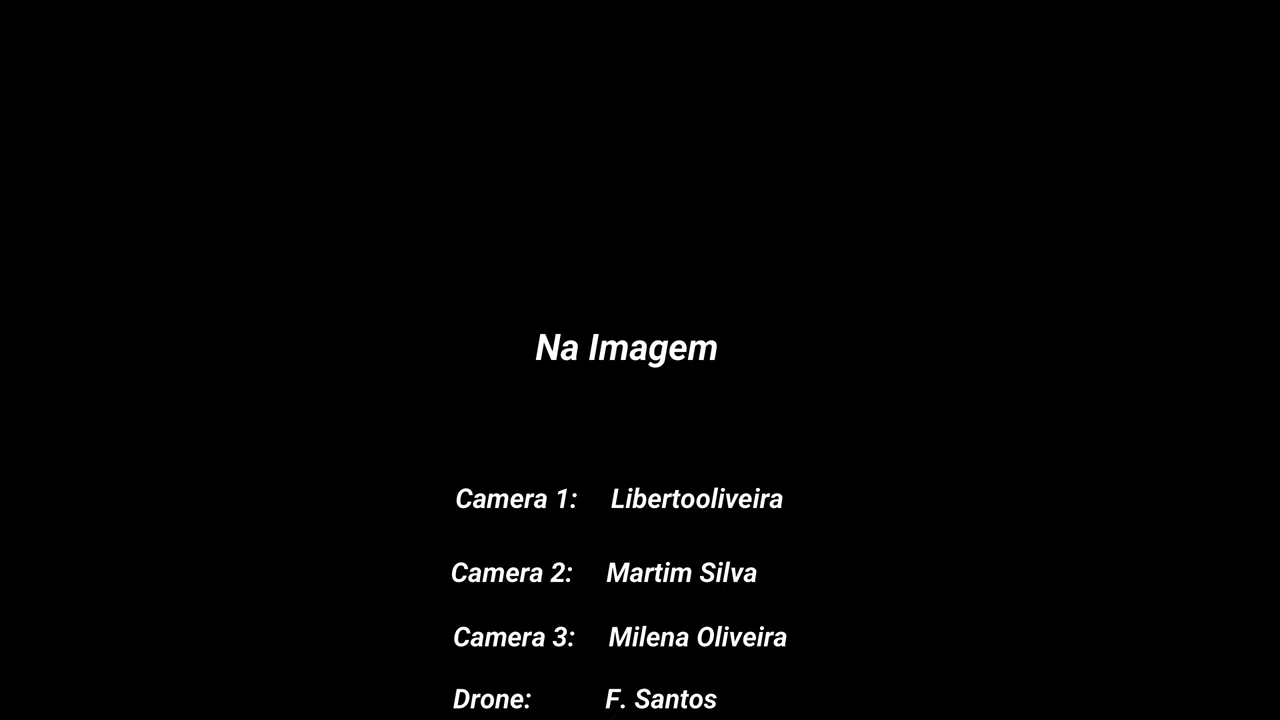 Na Imagem
Camera 1: Libertooliveira
Camera 2: Martim Silva
Camera 3: Milena Oliveira
Drone: F. Santos